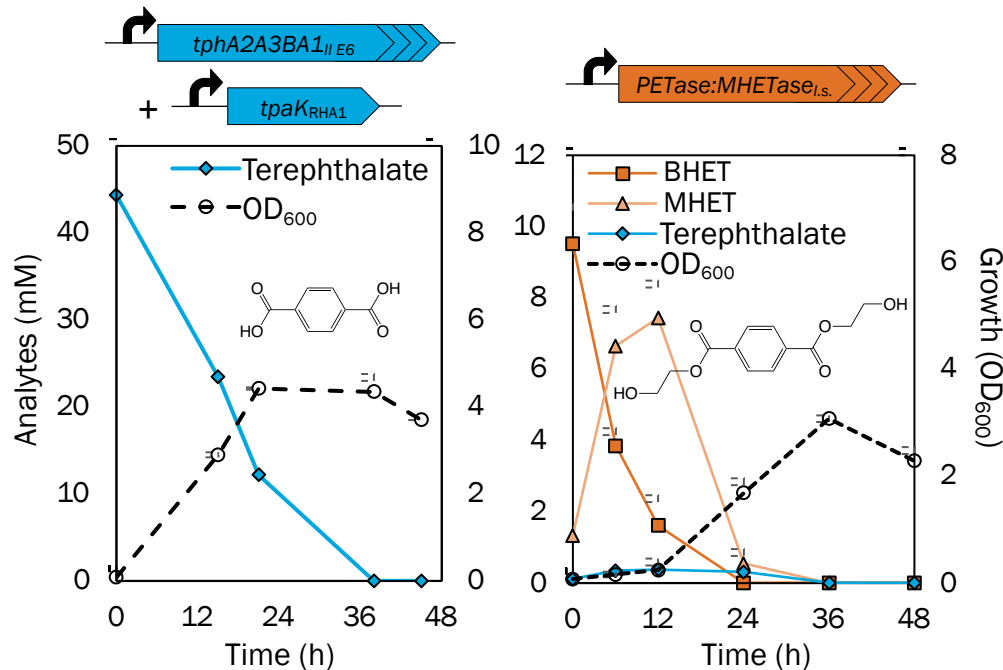 tphA2A3BA1II E6
+ tpaKRHA1
PETase:MHETaseI.s.
Analytes (mM)
50
40
30
20
10
0
10
8
6
4
2
0
Terephthalate
OD600
O
OH
HO
O
0 12 24 36 48
Time (h)
12
10
8
6
4
2
0
8
6
4
2
0
BHET
MHET
Terephthalate
OD600
OH
O
O
O
O
HO
0 12 24 36 48
Time (h)
Growth (OD600)